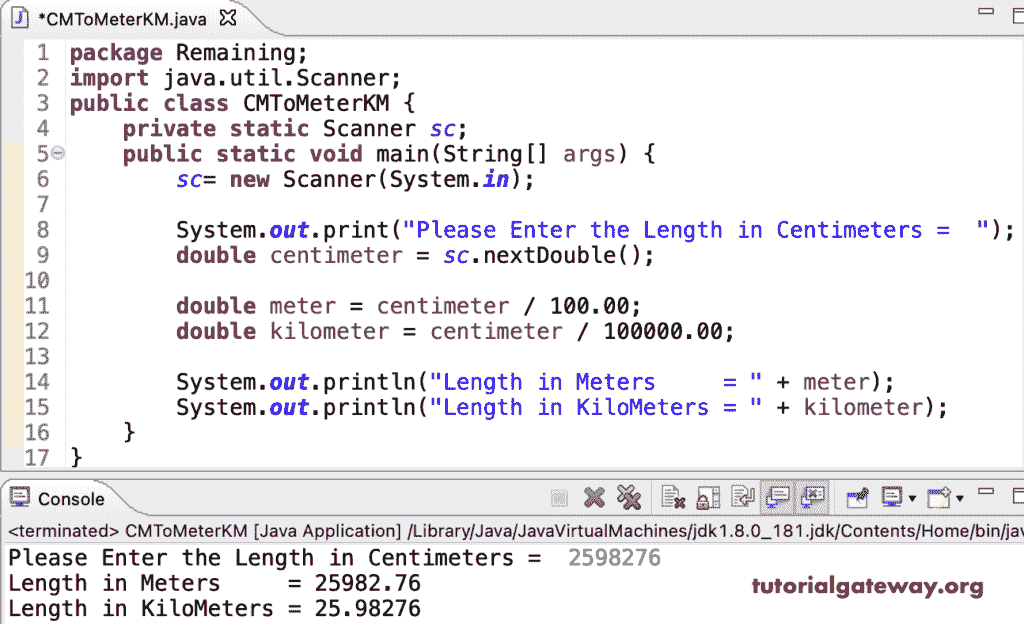 *CMToMeterKM.java
1 package Remaining;
2 import java.util.Scanner;
3 public class CMToMeterKM {
4     private static Scanner sc;
5     public static void main(String[] args) {
6         sc= new Scanner(System.in);
7
8         System.out.print("Please Enter the Length in Centimeters =  ");
9         double centimeter = sc.nextDouble();
10
11         double meter = centimeter / 100.00;
12         double kilometer = centimeter / 100000.00;
13
14         System.out.println("Length in Meters     = " + meter);
15         System.out.println("Length in KiloMeters = " + kilometer);
16     }
17 }
Console
<terminated> CMToMeterKM [Java Application] /Library/Java/JavaVirtualMachines/jdk1.8.0_181.jdk/Contents/Home/bin/jav
Please Enter the Length in Centimeters =  2598276
Length in Meters     = 25982.76
Length in KiloMeters = 25.98276
tutorialgateway.org